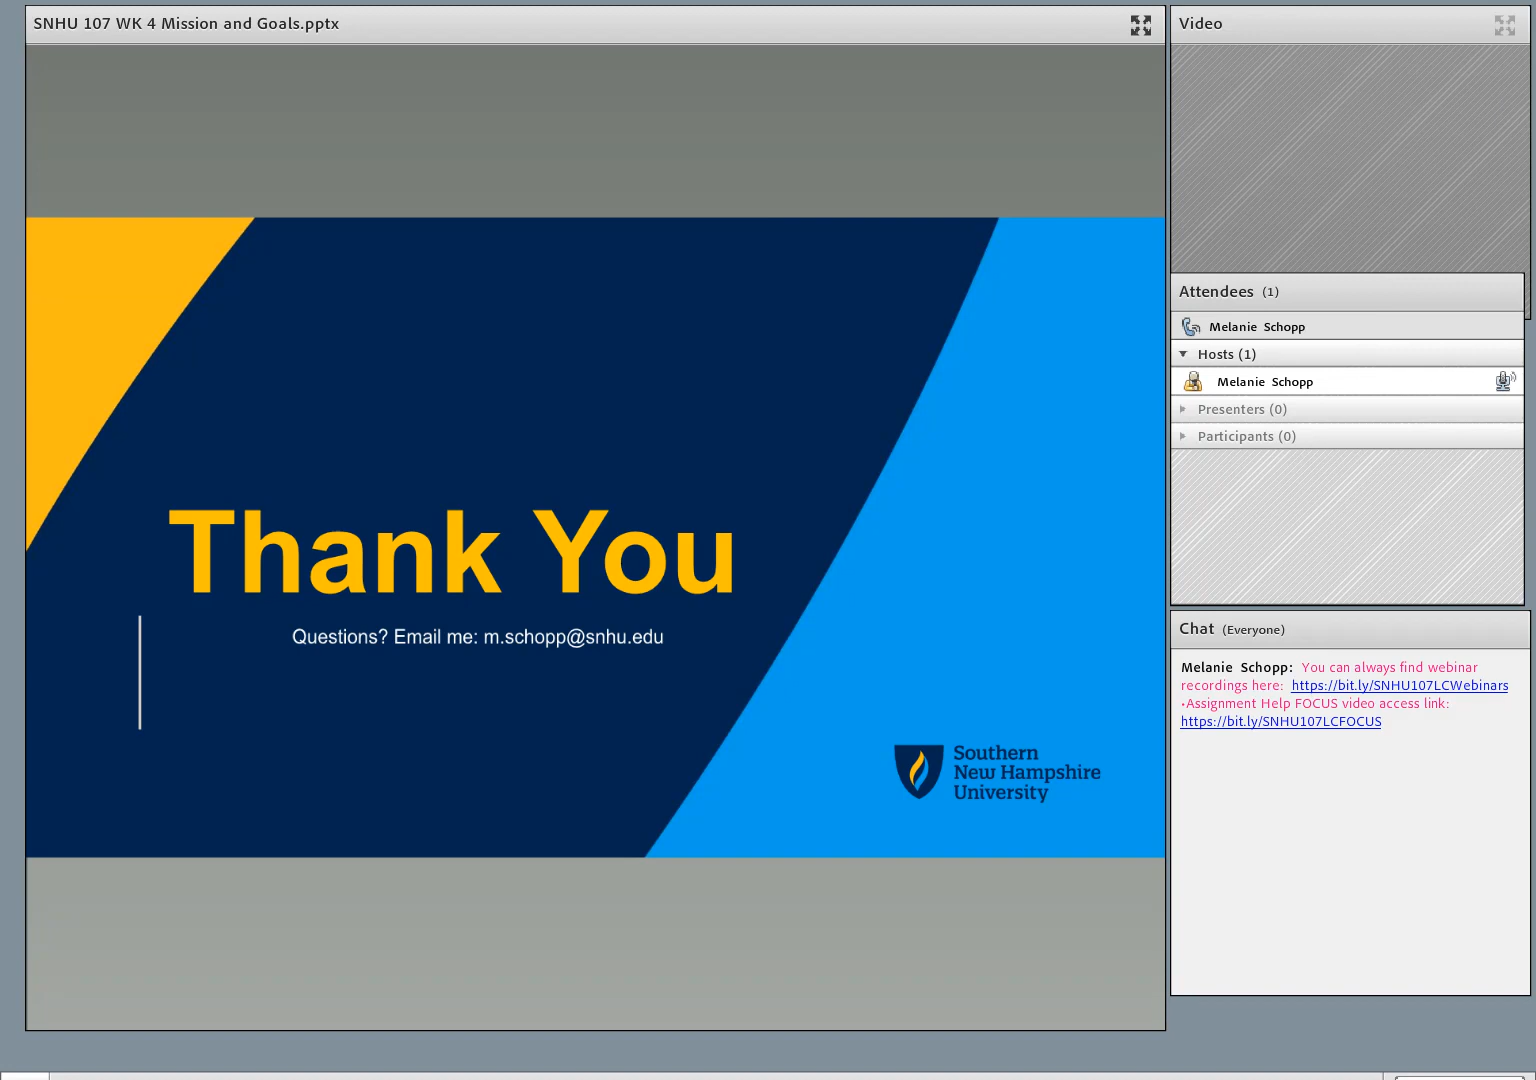 SNHU 107 WK 4 Mission and Goals.pptx
Thank You
Questions? Email me: m.schopp@snhu.edu
Southern
New Hampshire
University
Video
Attendees (1)
Melanie Schopp
Hosts (1)
Melanie Schopp
Presenters (0)
Participants (0)
Chat (Everyone)
Melanie Schopp: You can always find webinar
recordings here: https://bit.ly/SNHU107LCWebinars
•Assignment Help FOCUS video access link:
https://bit.ly/SNHU107LCFOCUS